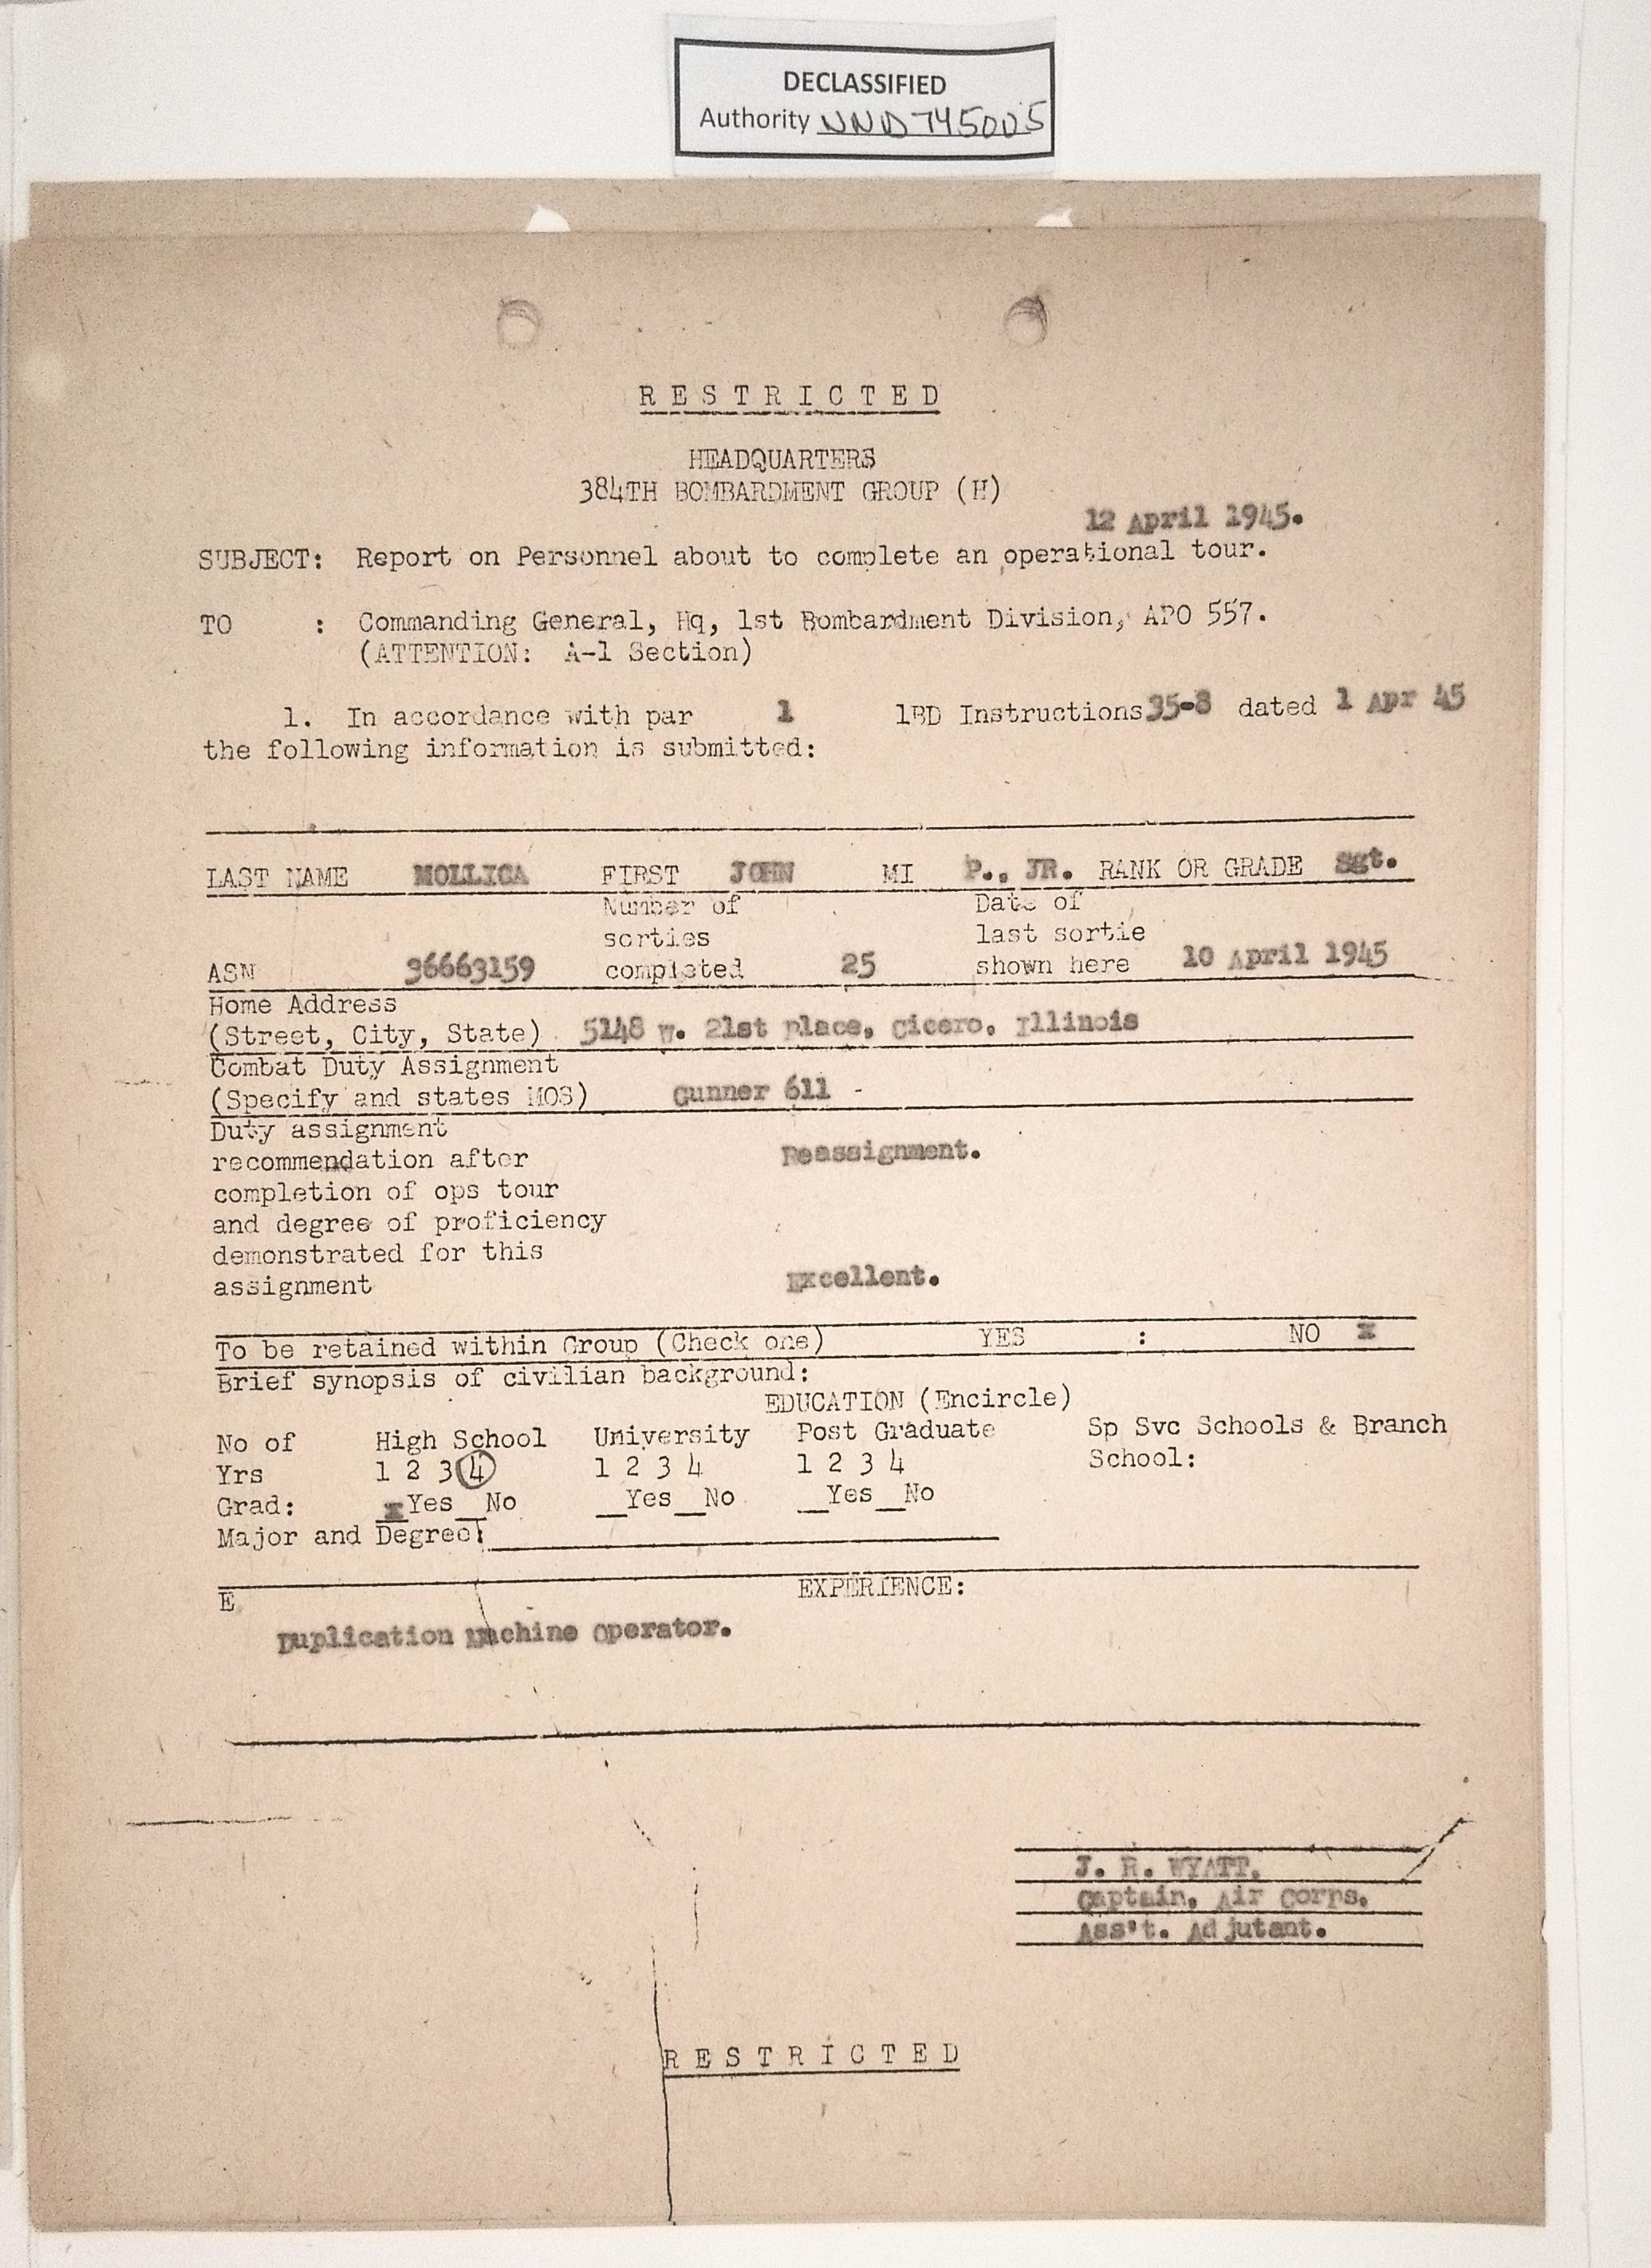 DECLASSIFIED
Authority NND 745005
R E S T R I C T E D
HEADQUARTERS
384TH BOMBARDMENT GROUP (H)
12 April 1945.
SUBJECT: Report on Personnel about to complete an operational tour.
TO : Commanding General, Hq, 1st Bombardment Division, APO 557.
(ATTENTION: A-1 Section)
1. In accordance with par 1 1BD Instructions 35-8 dated 1 Apr 45
the following information is submitted:
LAST NAME MOLLICA FIRST JOHN MI P., JR. RANK OR GRADE Sgt.
Number of Date of
sorties last sortie
ASN 36663159 completed 25 shown here 10 April 1945
Home Address
(Street, City, State) 5148 W. 21st Place, Cicero, Illinois
Combat Duty Assignment
(Specify and states MOS) Gunner 611 -
Duty assignment
recommendation after Reassignment.
completion of ops tour
and degree of proficiency
demonstrated for this
assignment Excellent.
To be retained within Group (Check one) YES : NO x
Brief synopsis of civilian background:
EDUCATION (Encircle)
No of High School University Post Graduate Sp Svc Schools & Branch
Yrs 1 2 3 4 1 2 3 4 1 2 3 4 School:
Grad: x Yes__No __Yes__No __Yes__No
Major and Degree:
E EXPERIENCE:
Duplication Machine Operator.
J. R. WYATT,
Captain, Air Corps,
Ass't. Adjutant.
R E S T R I C T E D